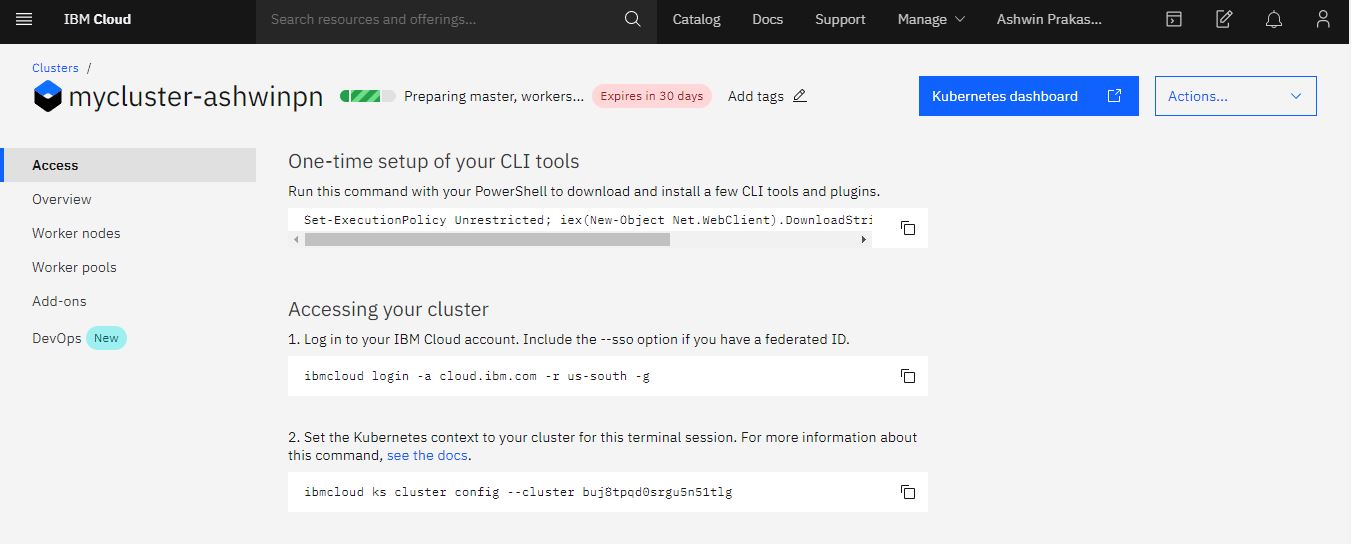 IBM Cloud
Search resources and offerings...
Catalog
Docs
Support
Manage
Ashwin Prakas...
Clusters /
mycluster-ashwinpn
Preparing master, workers...
Expires in 30 days
Add tags
Kubernetes dashboard
Actions...
Access
Overview
Worker nodes
Worker pools
Add-ons
DevOps New
One-time setup of your CLI tools
Run this command with your PowerShell to download and install a few CLI tools and plugins.
Set-ExecutionPolicy Unrestricted; iex(New-Object Net.WebClient).DownloadStri
Accessing your cluster
1. Log in to your IBM Cloud account. Include the --sso option if you have a federated ID.
ibmcloud login -a cloud.ibm.com -r us-south -g
2. Set the Kubernetes context to your cluster for this terminal session. For more information about
this command, see the docs.
ibmcloud ks cluster config --cluster buj8tpqd0srgu5n51tlg